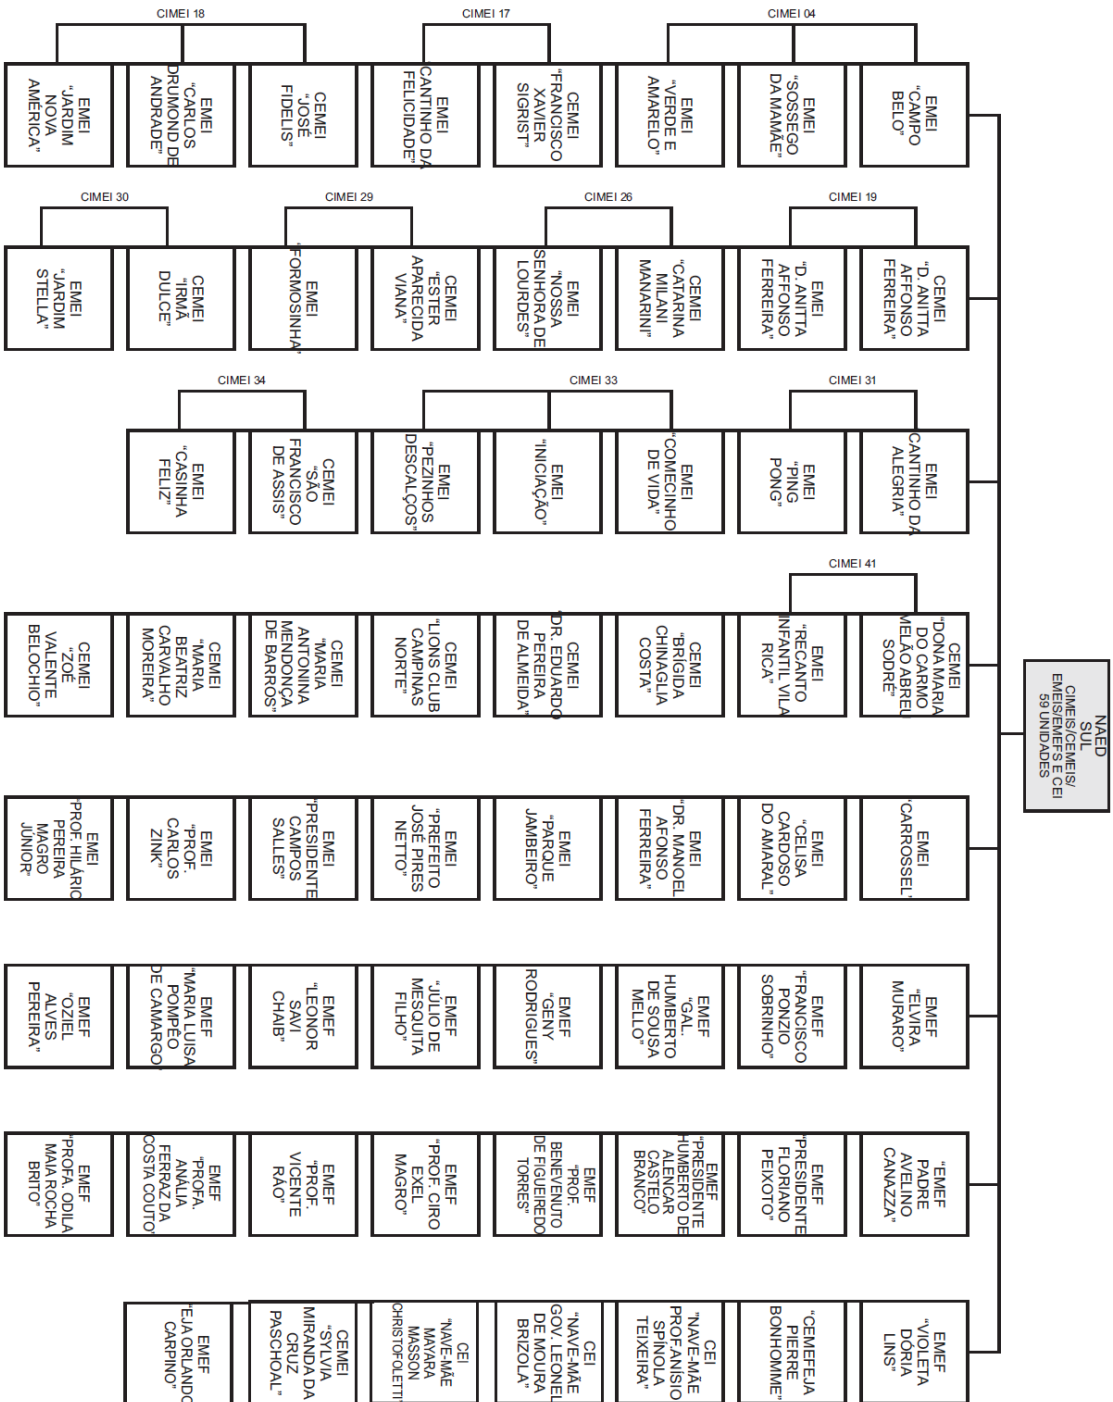 CIMEI 18
CIMEI 17
CIMEI 04
EMEI
"JARDIM
NOVA
AMÉRICA"
EMEI
"CARLOS
DRUMOND DE
ANDRADE"
CEMEI
"JOSÉ
FIDELIS"
EMEI
"CANTINHO DA
FELICIDADE"
CEMEI
"FRANCISCO
XAVIER
SIGRIST"
EMEI
"VERDE E
AMARELO"
EMEI
"SOSSEGO
DA MAMÃE"
EMEI
"CAMPO
BELO"
CIMEI 30
CIMEI 29
CIMEI 26
CIMEI 19
EMEI
"JARDIM
STELLA"
CEMEI
"IRMÃ
DULCE"
EMEI
"FORMOSINHA"
CEMEI
"ESTER
APARECIDA
VIANA"
EMEI
"NOSSA
SENHORA DE
LOURDES"
CEMEI
"CATARINA
MILANI
MANARINI"
EMEI
"D. ANITTA
AFFONSO
FERREIRA"
CEMEI
"D. ANITTA
AFFONSO
FERREIRA"
CIMEI 34
CIMEI 33
CIMEI 31
EMEI
"CASINHA
FELIZ"
CEMEI
"SÃO
FRANCISCO
DE ASSIS"
EMEI
"PEZINHOS
DESCALÇOS"
EMEI
"INICIAÇÃO"
EMEI
"COMECINHO
DE VIDA"
EMEI
"PING
PONG"
EMEI
CANTINHO DA
ALEGRIA"
CIMEI 41
CEMEI
"ZOÉ
VALENTE
BELOCHIO"
CEMEI
"MARIA
BEATRIZ
CARVALHO
MOREIRA"
CEMEI
"MARIA
ANTONINA
MENDONÇA
DE BARROS"
CEMEI
"LIONS CLUB
CAMPINAS
NORTE"
CEMEI
"DR. EDUARDO
PEREIRA
DE ALMEIDA"
CEMEI
"BRÍGIDA
CHINAGLIA
COSTA"
EMEI
"RECANTO
INFANTIL VILA
RICA"
CEMEI
"DONA MARIA
DO CARMO
MELÃO ABREU
SODRÉ"
NAED
SUL
CIMEIS/CEMEIS/
EMEIS/EMEFS E CEI
59 UNIDADES
EMEI
"PROF. HILÁRIO
PEREIRA
MAGRO
JÚNIOR"
EMEI
"PROF.
CARLOS
ZINK"
EMEI
"PRESIDENTE
CAMPOS
SALLES"
EMEI
"PREFEITO
JOSÉ PIRES
NETTO"
EMEI
"PARQUE
JAMBEIRO"
EMEI
"DR. MANOEL
AFONSO
FERREIRA"
EMEI
"CELISA
CARDOSO
DO AMARAL"
EMEI
"CARROSSEL"
EMEF
"OZIEL
ALVES
PEREIRA"
EMEF
"MARIA LUISA
POMPÊO
DE CAMARGO"
EMEF
"LEONOR
SAVI
CHAIB"
EMEF
"JÚLIO DE
MESQUITA
FILHO"
EMEF
"GENY
RODRIGUES"
EMEF
"GAL.
HUMBERTO
DE SOUSA
MELLO"
EMEF
"FRANCISCO
PONZIO
SOBRINHO"
EMEF
"ELVIRA
MURARO"
EMEF
"PROFA. ODILA
MAIA ROCHA
BRITO"
EMEF
"PROFA.
ANÁLIA
FERRAZ DA
COSTA COUTO"
EMEF
"PROF.
VICENTE
RÁO"
EMEF
"PROF. CIRO
EXEL
MAGRO"
EMEF
"PROF.
BENEVENUTO
DE FIGUEIREDO
TORRES"
EMEF
"PRESIDENTE
HUMBERTO DE
ALENCAR
CASTELO
BRANCO"
EMEF
"PRESIDENTE
FLORIANO
PEIXOTO"
"EMEF
PADRE
AVELINO
CANAZZA"
EMEF
"EJA ORLANDO
CARPINO"
CEMEI
"SYLVIA
MIRANDA DA
CRUZ
PASCHOAL"
CEI
"NAVE-MÃE
MAYARA
MASSON
CHRISTOFOLETTI"
CEI
"NAVE-MÃE
GOV. LEONEL
DE MOURA
BRIZOLA"
CEI
"NAVE-MÃE
PROF.ANÍSIO
SPÍNOLA
TEIXEIRA"
"CEMEFEJA
PIERRE
BONHOMME"
EMEF
"VIOLETA
DÓRIA
LINS"